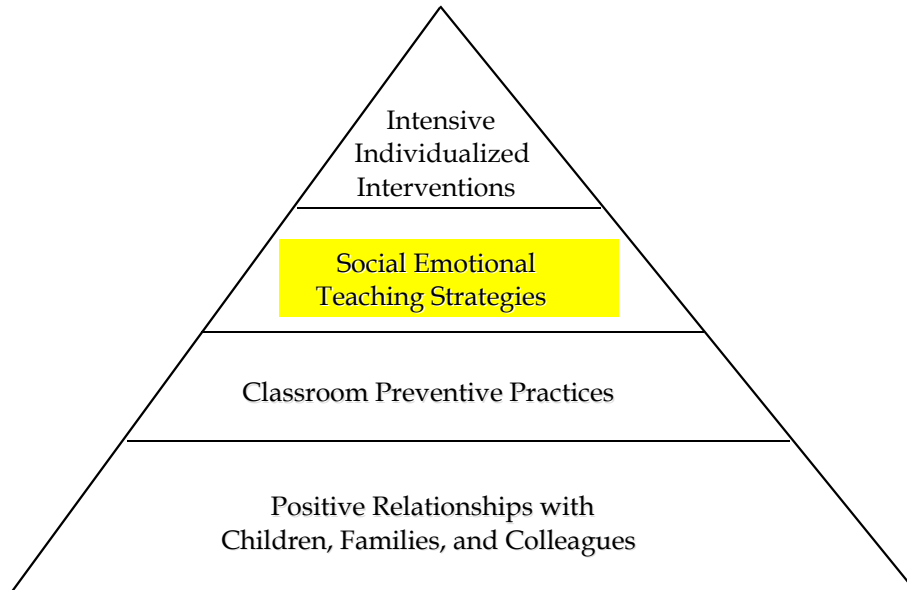 Intensive
Individualized
Interventions
Social Emotional
Teaching Strategies
Classroom Preventive Practices
Positive Relationships with
Children, Families, and Colleagues